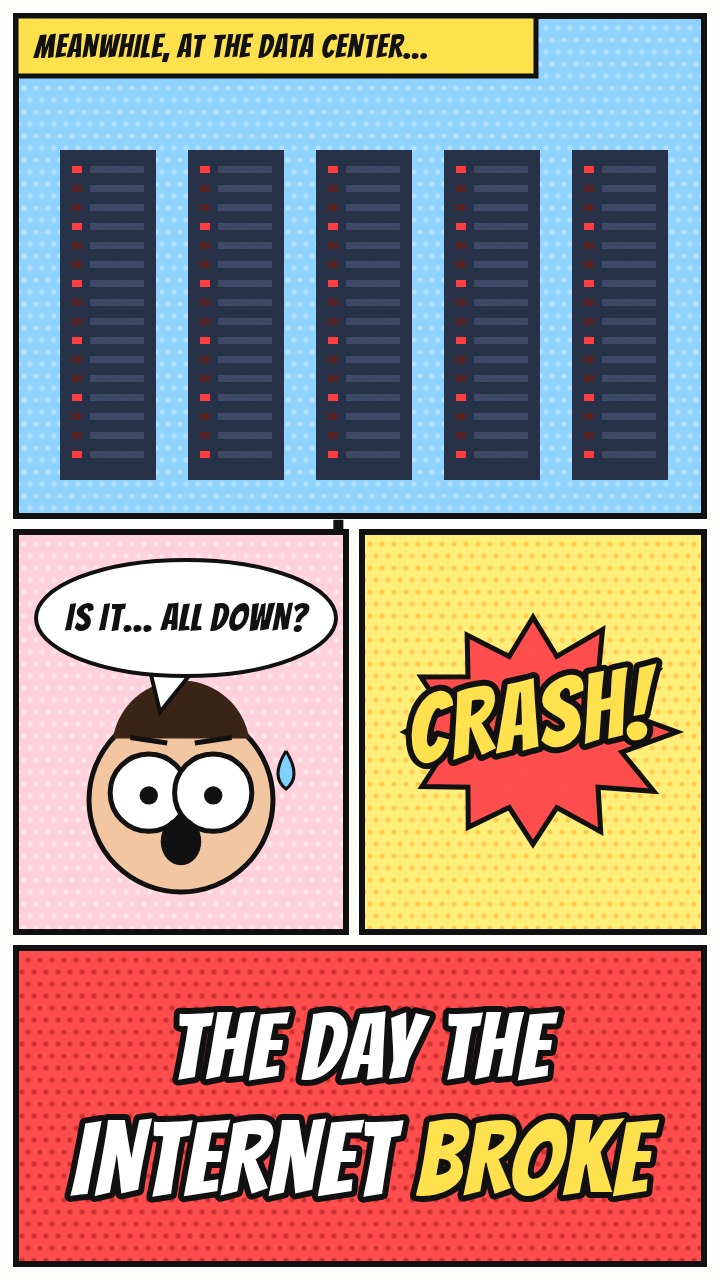 MEANWHILE, AT THE DATA CENTER...
IS IT... ALL DOWN?
CRASH!
THE DAY THE
INTERNET BROKE